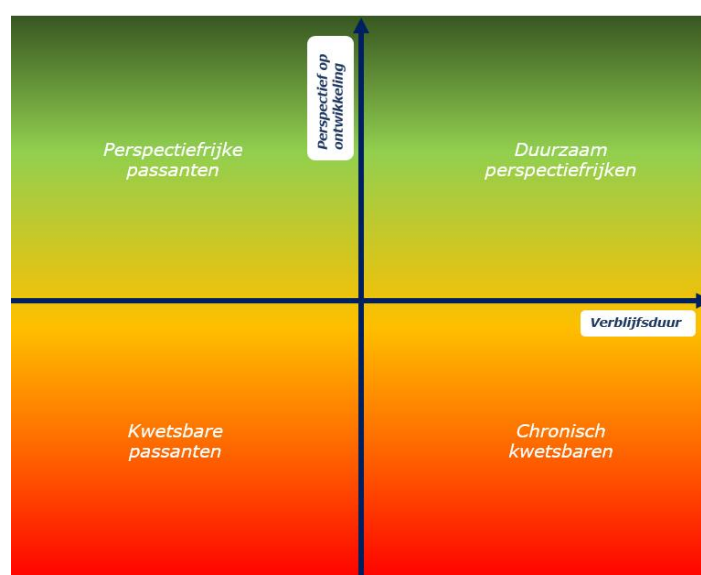 Perspectief op
ontwikkeling
Perspectiefrijke
passanten
Duurzaam
perspectiefrijken
Verblijfsduur
Kwetsbare
passanten
Chronisch
kwetsbaren